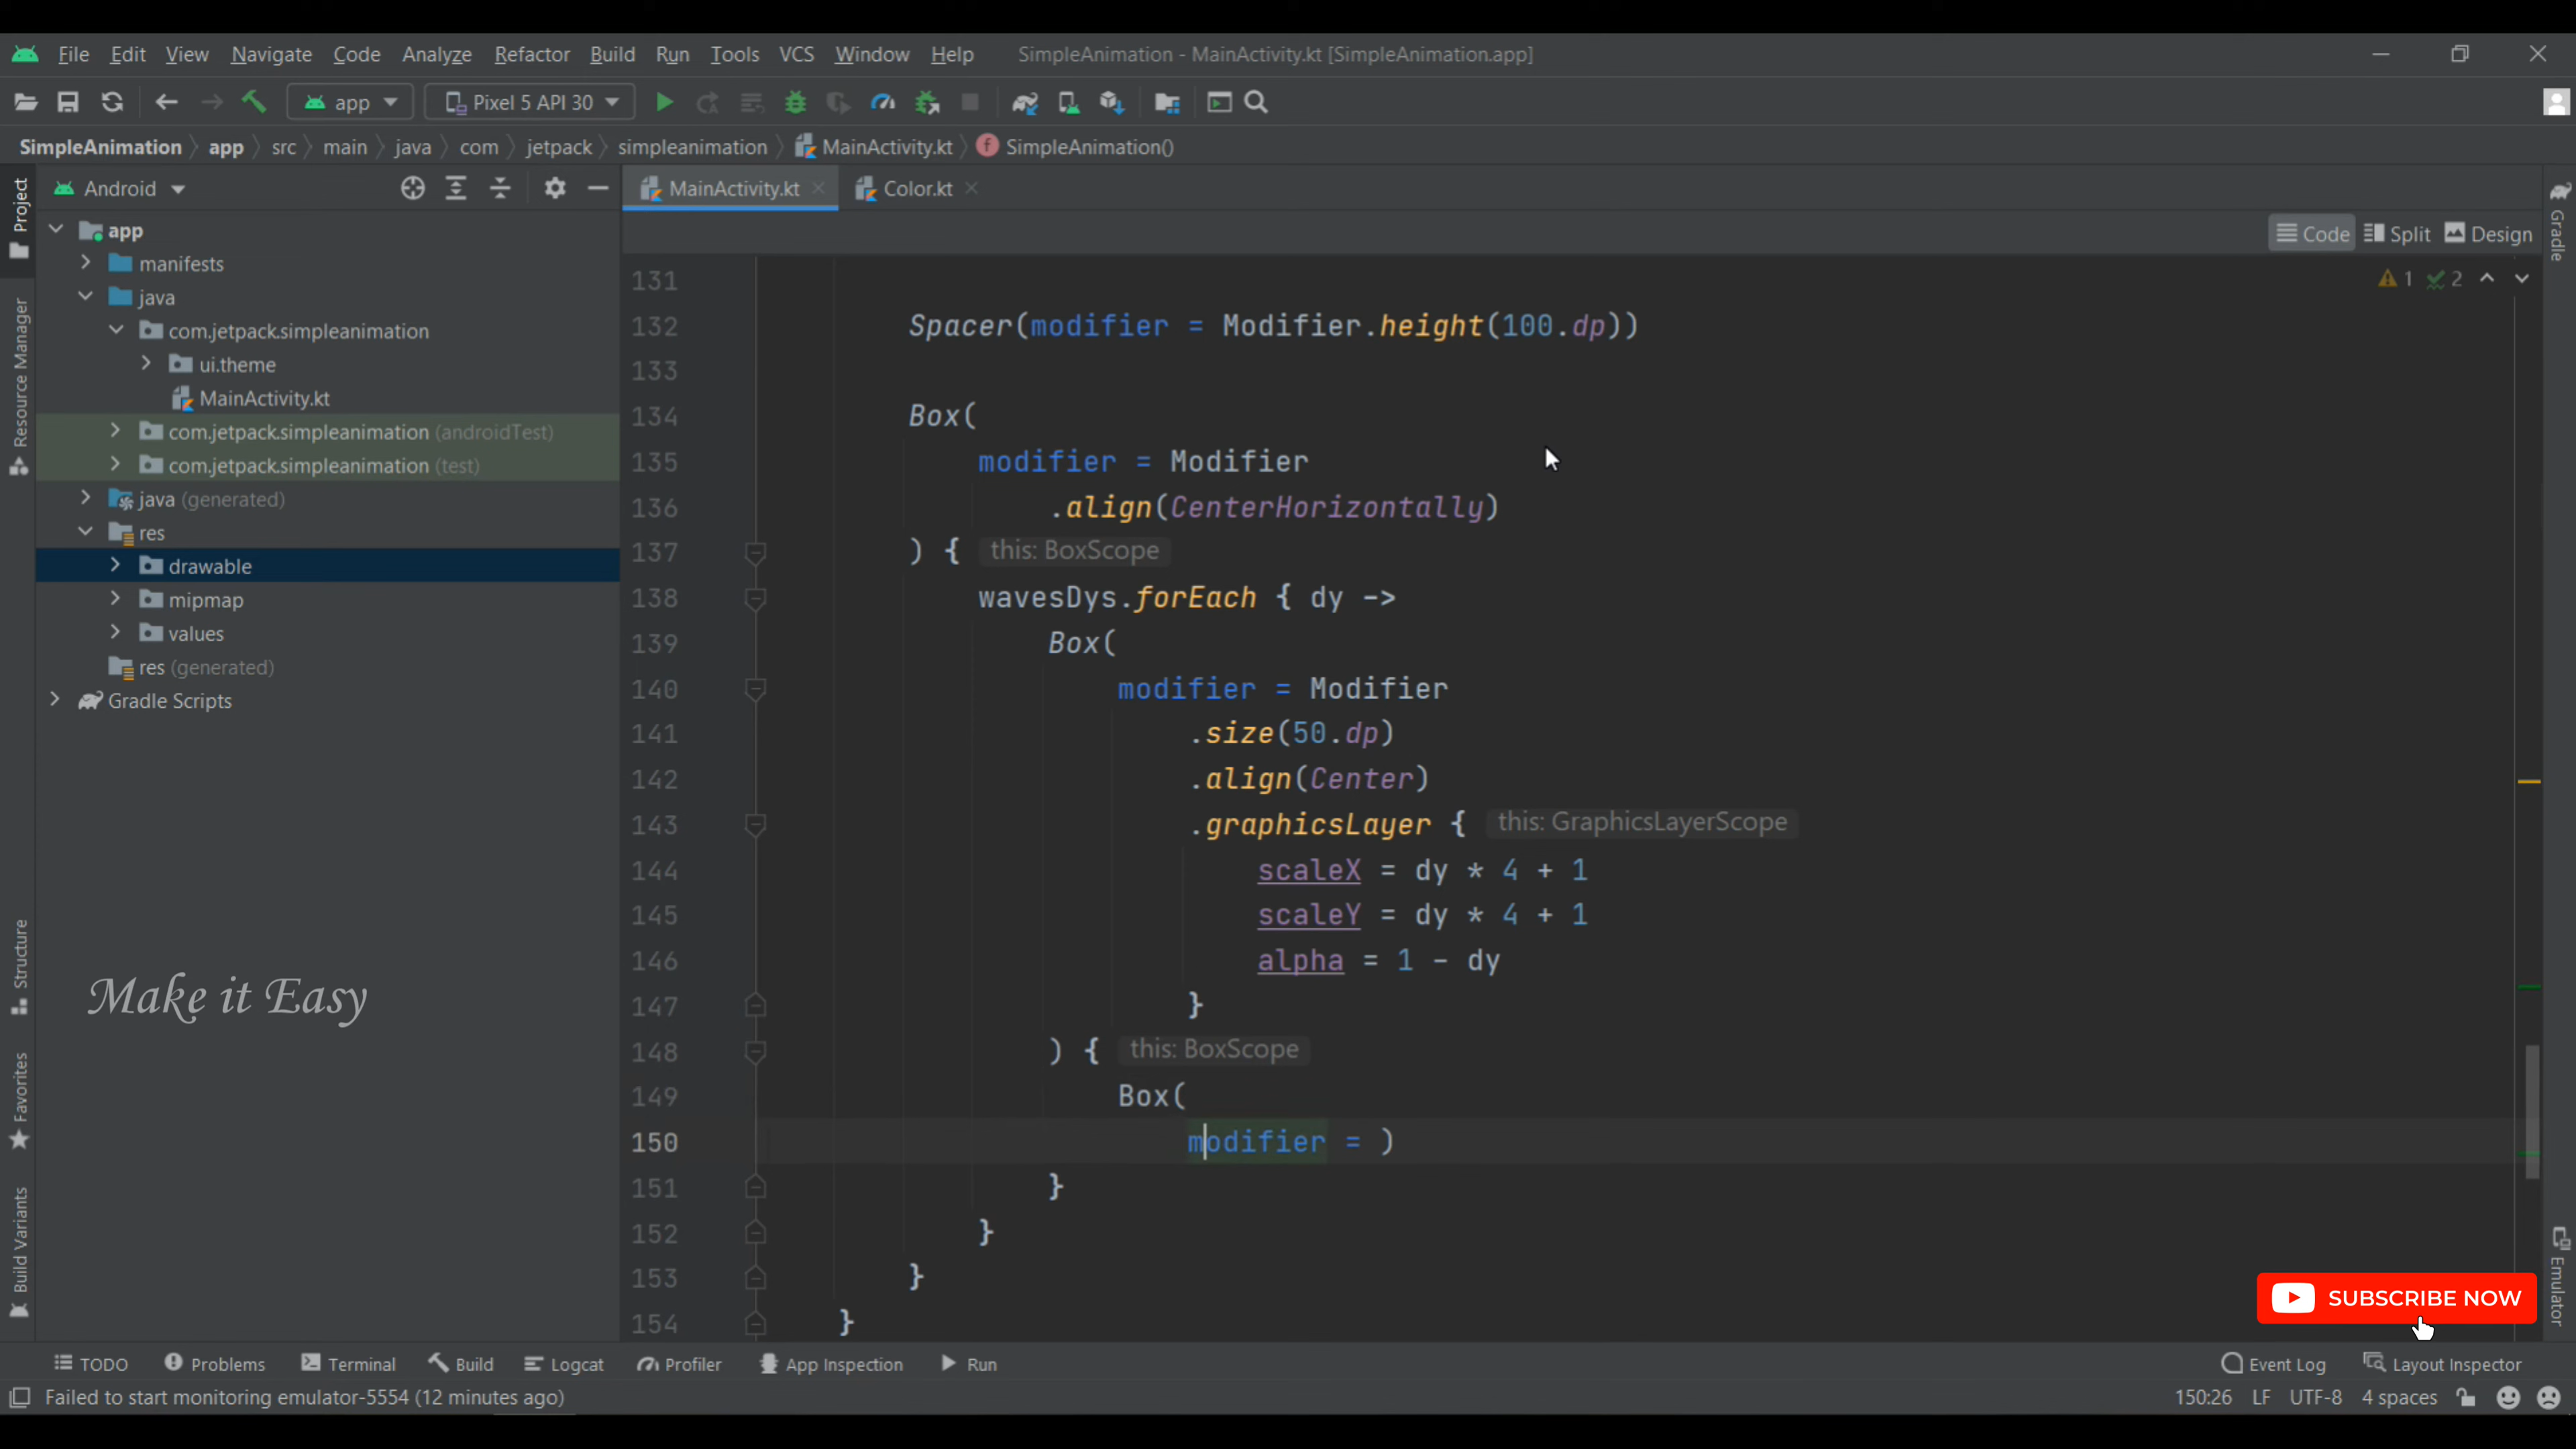 File Edit View Navigate Code Analyze Refactor Build Run Tools VCS Window Help SimpleAnimation - MainActivity.kt [SimpleAnimation.app]
app Pixel 5 API 30
SimpleAnimation app src main java com jetpack simpleanimation MainActivity.kt SimpleAnimation()
Android
MainActivity.kt
Color.kt
Code Split Design
Project
Resource Manager
Structure
Favorites
Build Variants
Gradle
Emulator
app
manifests
java
com.jetpack.simpleanimation
ui.theme
MainActivity.kt
com.jetpack.simpleanimation (androidTest)
com.jetpack.simpleanimation (test)
java (generated)
res
drawable
mipmap
values
res (generated)
Gradle Scripts
Make it Easy
1 2
131
132 Spacer(modifier = Modifier.height(100.dp))
133
134 Box(
135 modifier = Modifier
136 .align(CenterHorizontally)
137 ) { this: BoxScope
138 wavesDys.forEach { dy ->
139 Box(
140 modifier = Modifier
141 .size(50.dp)
142 .align(Center)
143 .graphicsLayer { this: GraphicsLayerScope
144 scaleX = dy * 4 + 1
145 scaleY = dy * 4 + 1
146 alpha = 1 - dy
147 }
148 ) { this: BoxScope
149 Box(
150 modifier = )
151 }
152 }
153 }
154 }
SUBSCRIBE NOW
TODO Problems Terminal Build Logcat Profiler App Inspection Run Event Log Layout Inspector
Failed to start monitoring emulator-5554 (12 minutes ago) 150:26 LF UTF-8 4 spaces